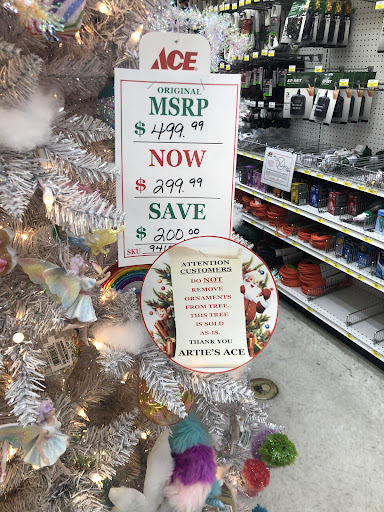 ACE
ORIGINAL
MSRP
$ 499.99
NOW
$ 299.99
SAVE
$ 200.00
SKU
ATTENTION
CUSTOMERS
DO NOT
REMOVE
ORNAMENTS
FROM TREE..
THIS TREE
IS SOLD
AS-IS.
THANK YOU
ARTIE'S ACE